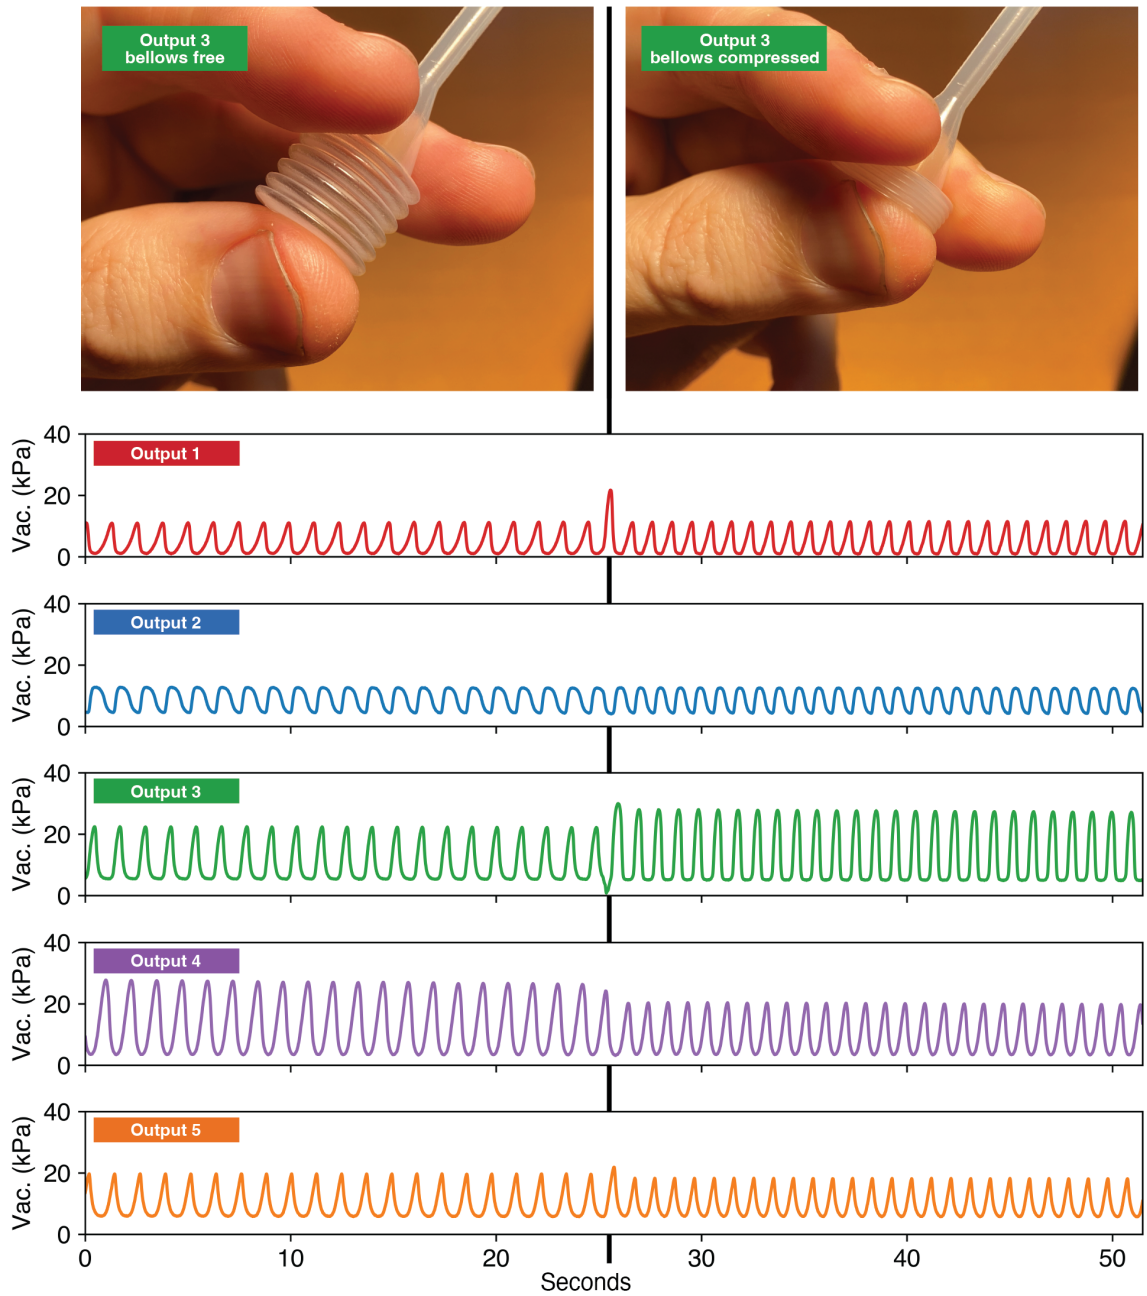 Output 3
bellows free
Output 3
bellows compressed
40
20
0
Vac. (kPa)
Output 1
40
20
0
Vac. (kPa)
Output 2
40
20
0
Vac. (kPa)
Output 3
40
20
0
Vac. (kPa)
Output 4
40
20
0
Vac. (kPa)
Output 5
0
10
20
30
40
50
Seconds